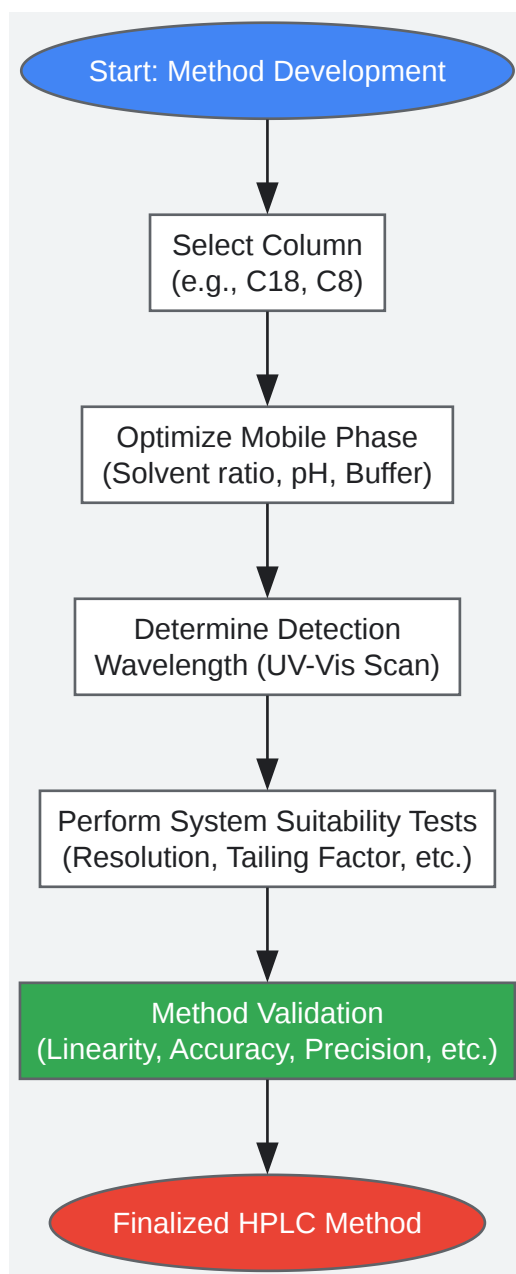 Start: Method Development
Select Column
(e.g., C18, C8)
Optimize Mobile Phase
(Solvent ratio, pH, Buffer)
Determine Detection
Wavelength (UV-Vis Scan)
Perform System Suitability Tests
(Resolution, Tailing Factor, etc.)
Method Validation
(Linearity, Accuracy, Precision, etc.)
Finalized HPLC Method